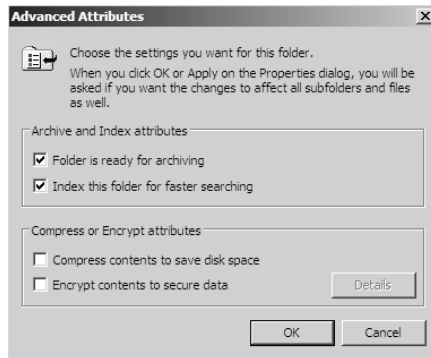 Advanced Attributes
Choose the settings you want for this folder.
When you click OK or Apply on the Properties dialog, you will be
asked if you want the changes to affect all subfolders and files
as well.
Archive and Index attributes
Folder is ready for archiving
Index this folder for faster searching
Compress or Encrypt attributes
Compress contents to save disk space
Encrypt contents to secure data
Details
OK
Cancel